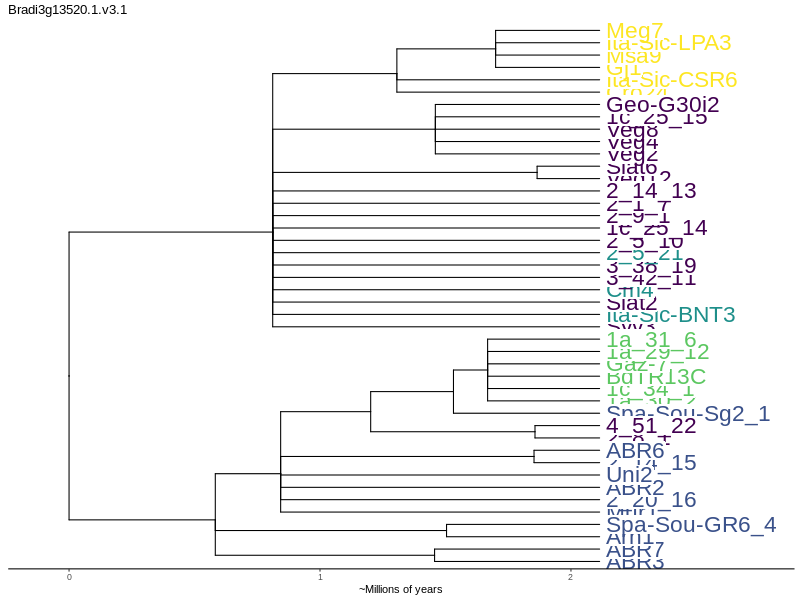 Bradi3g13520.1.v3.1
Meg7
Ita-Sic-LPA3
Msa9
Ita-Sic-CSR6
Geo-G30i2
1c_25_15
Veg8
Veg4
Veg2
Slat6
Veg12
2_14_13
2_1_7
2_9_1
1c_25_14
2_5_10
2_5_21
3_38_19
3_42_11
Cm4
Slat2
Ita-Sic-BNT3
1a_31_6
1a_29_12
Gaz-7
BdTR13C
1c_34_1
Spa-Sou-Sg2_1
4_51_22
ABR6
2_14_15
Uni2
ABR2
2_20_16
Spa-Sou-GR6_4
Arn1
ABR7
ABR3
0
1
2
~Millions of years